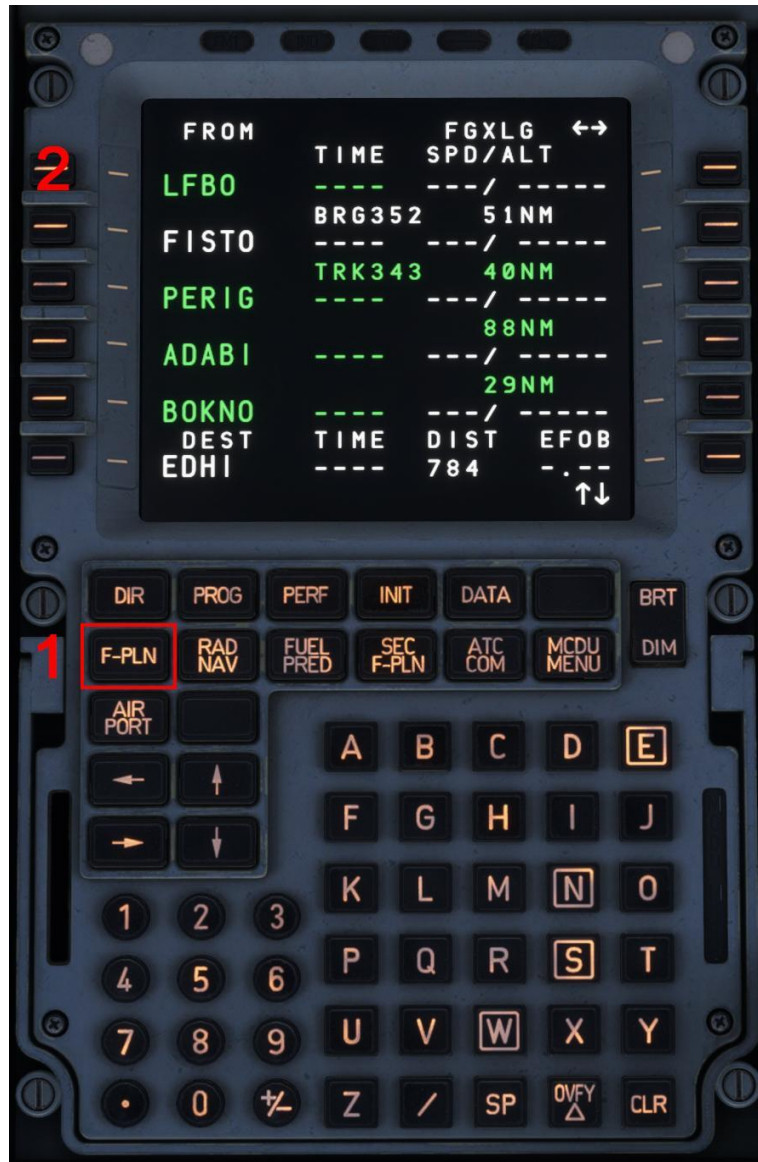 FROM FGXLG ←→
TIME SPD/ALT
LFBO ---- ---/ -----
BRG352 51NM
FISTO ---- ---/ -----
TRK343 40NM
PERIG ---- ---/ -----
88NM
ADABI ---- ---/ -----
29NM
BOKNO ---- ---/ -----
DEST TIME DIST EFOB
EDHI ---- 784 -.--
↑↓
2
DIR PROG PERF INIT DATA BRT
1 F-PLN RAD NAV FUEL PRED SEC F-PLN ATC COM MCDU MENU DIM
AIR PORT
← ↑
→ ↓
A B C D E
F G H I J
K L M N O
P Q R S T
U V W X Y
Z / SP OVFY △ CLR
1 2 3
4 5 6
7 8 9
. 0 +/-